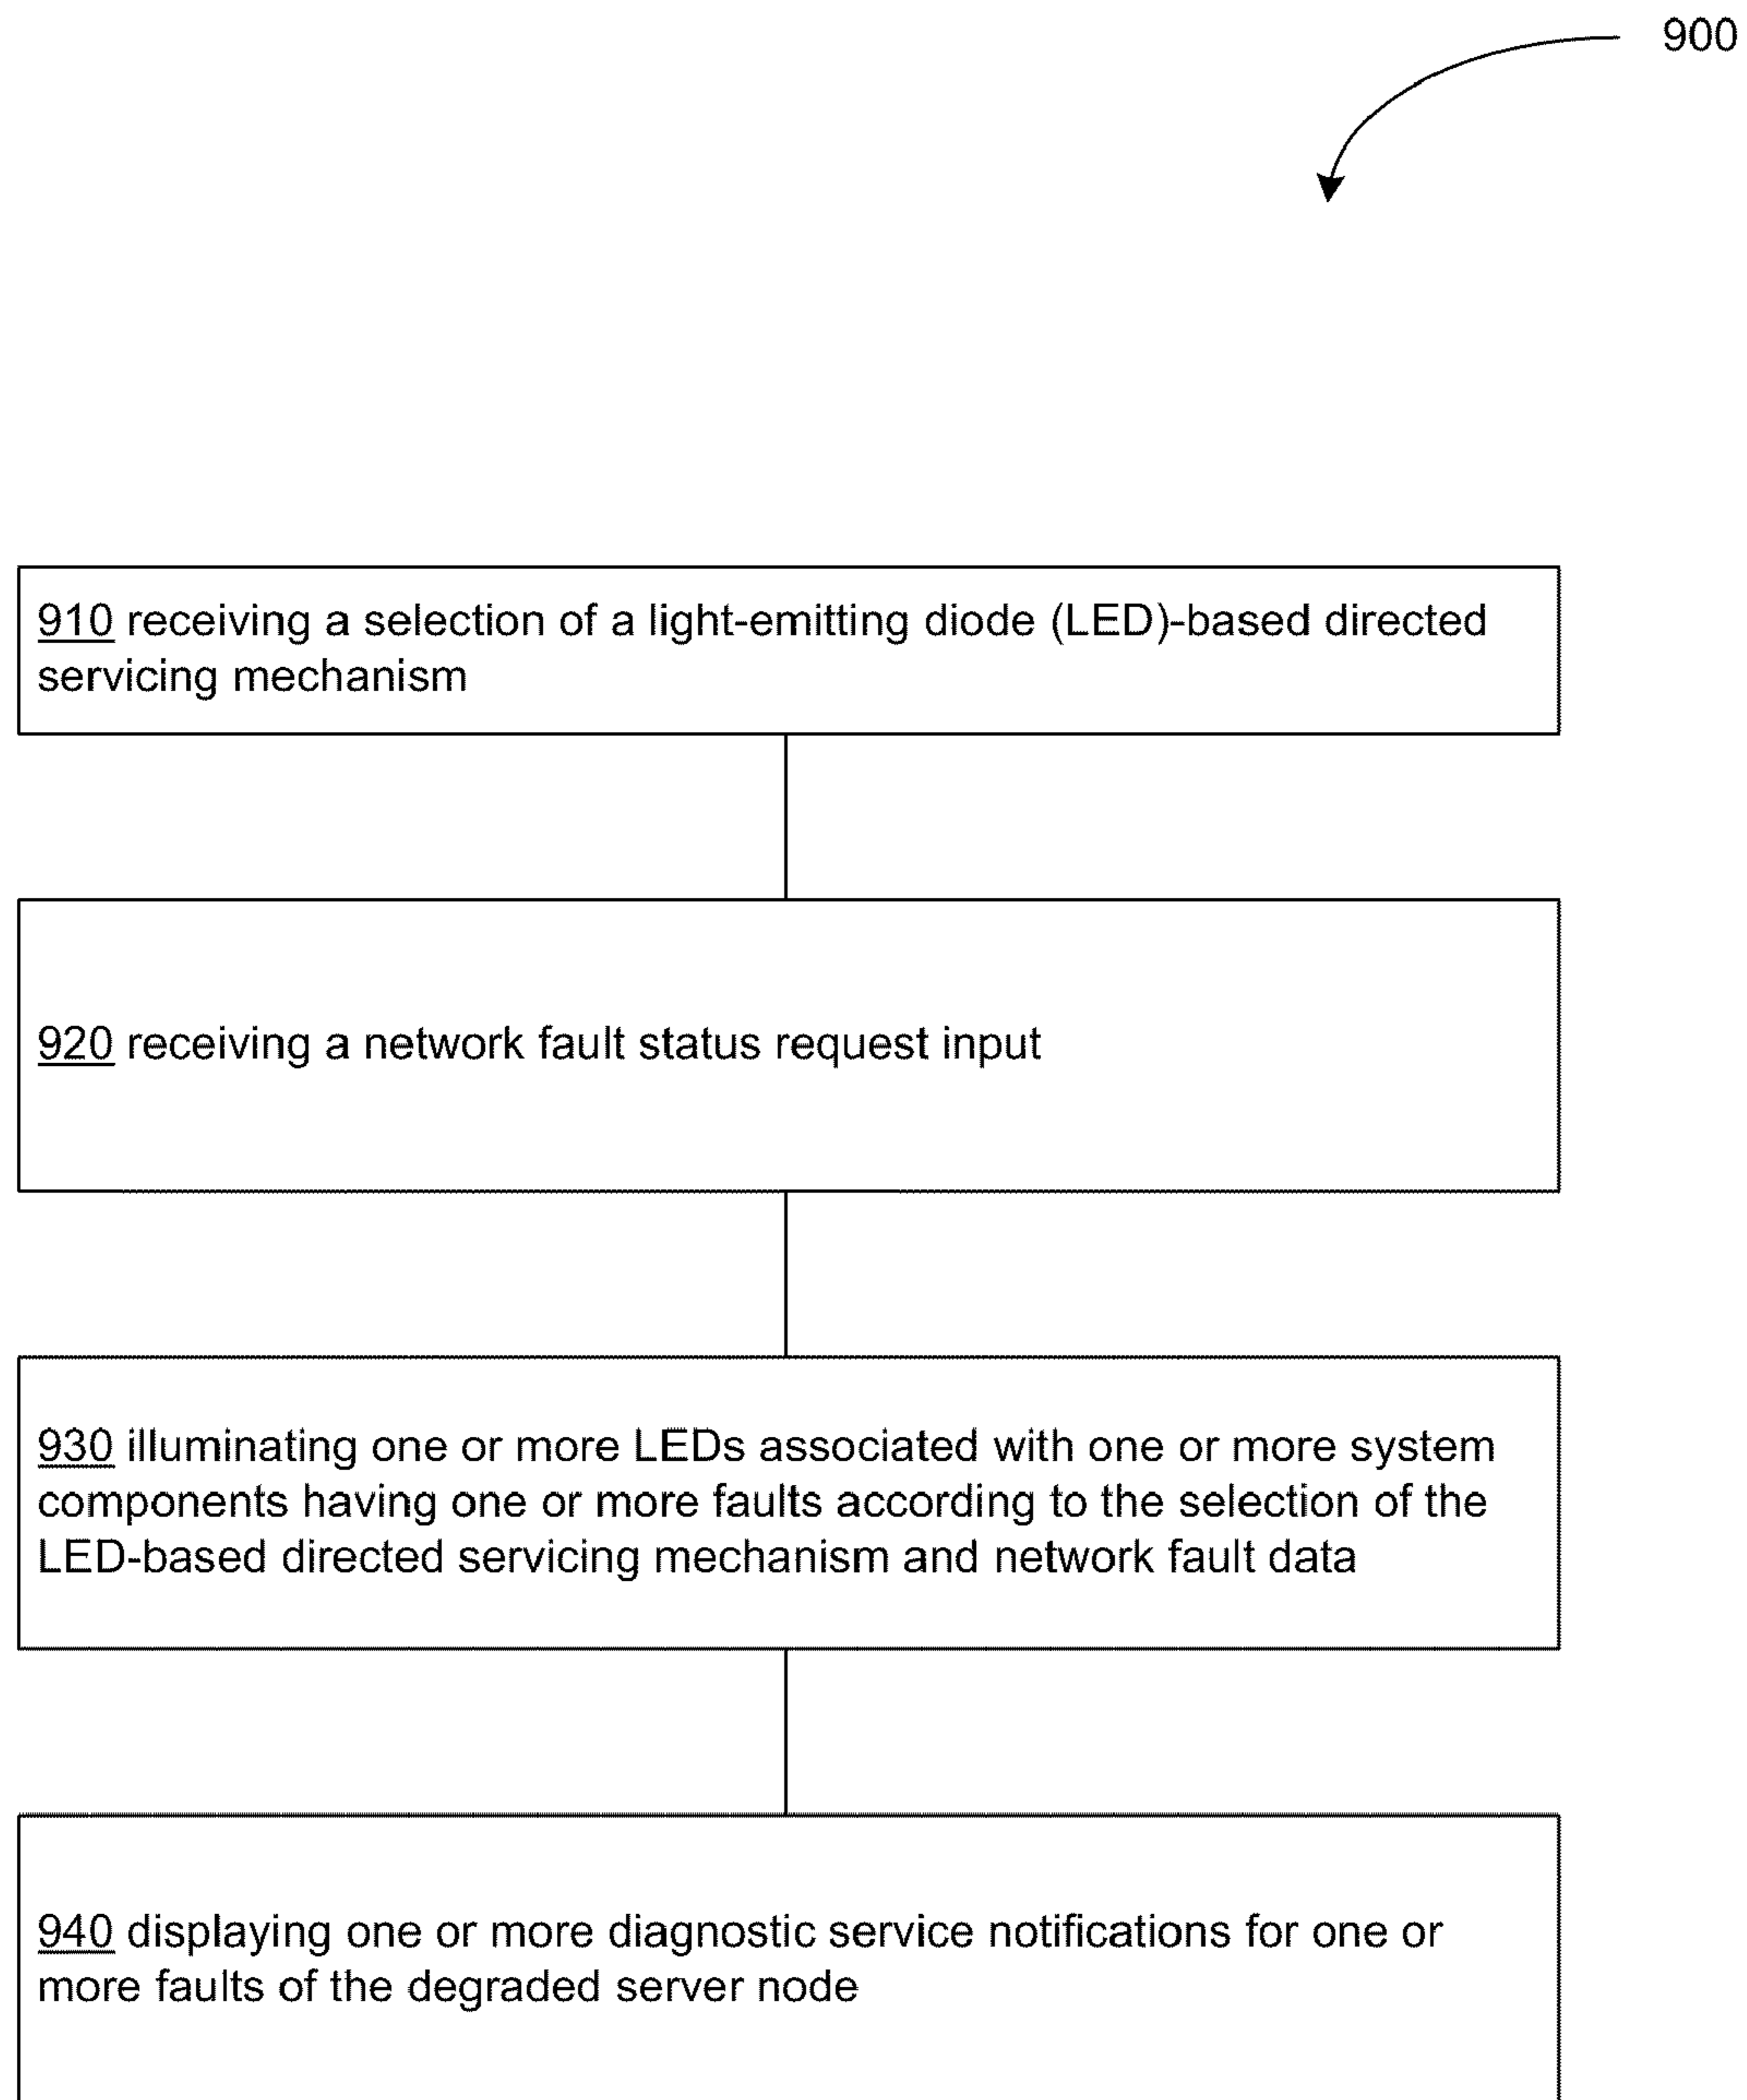 900
910 receiving a selection of a light-emitting diode (LED)-based directed
servicing mechanism
920 receiving a network fault status request input
930 illuminating one or more LEDs associated with one or more system
components having one or more faults according to the selection of the
LED-based directed servicing mechanism and network fault data
940 displaying one or more diagnostic service notifications for one or
more faults of the degraded server node